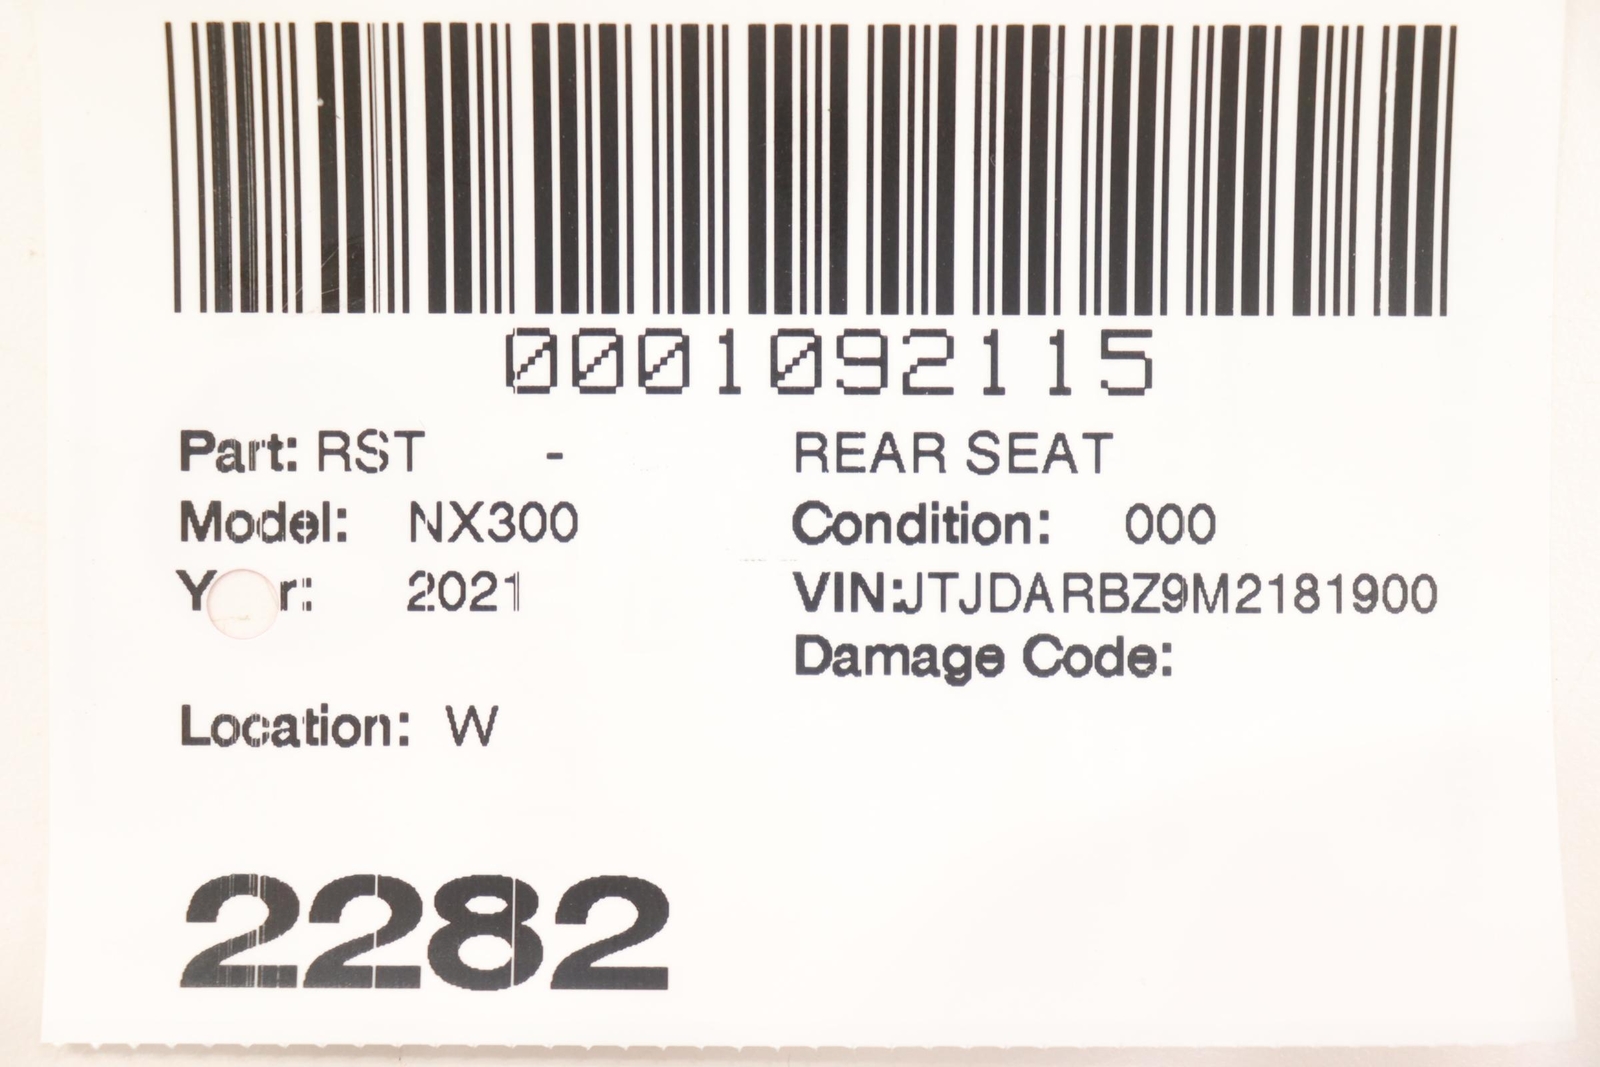 0001092115
Part: RST - REAR SEAT
Model: NX300 Condition: 000
2021 VIN:JTJDARBZ9M2181900
Damage Code:
Location: W
2282